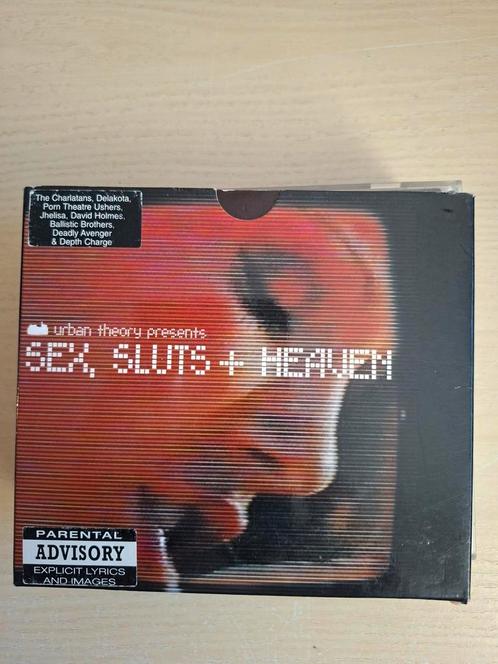 The Charlatans, Delakota,
Porn Theatre Ushers,
Jhelisa, David Holmes,
Ballistic Brothers,
Deadly Avenger
& Depth Charge
urban theory presents
SEX, SLUTS + HEAVEN
PARENTAL
ADVISORY
EXPLICIT LYRICS
AND IMAGES